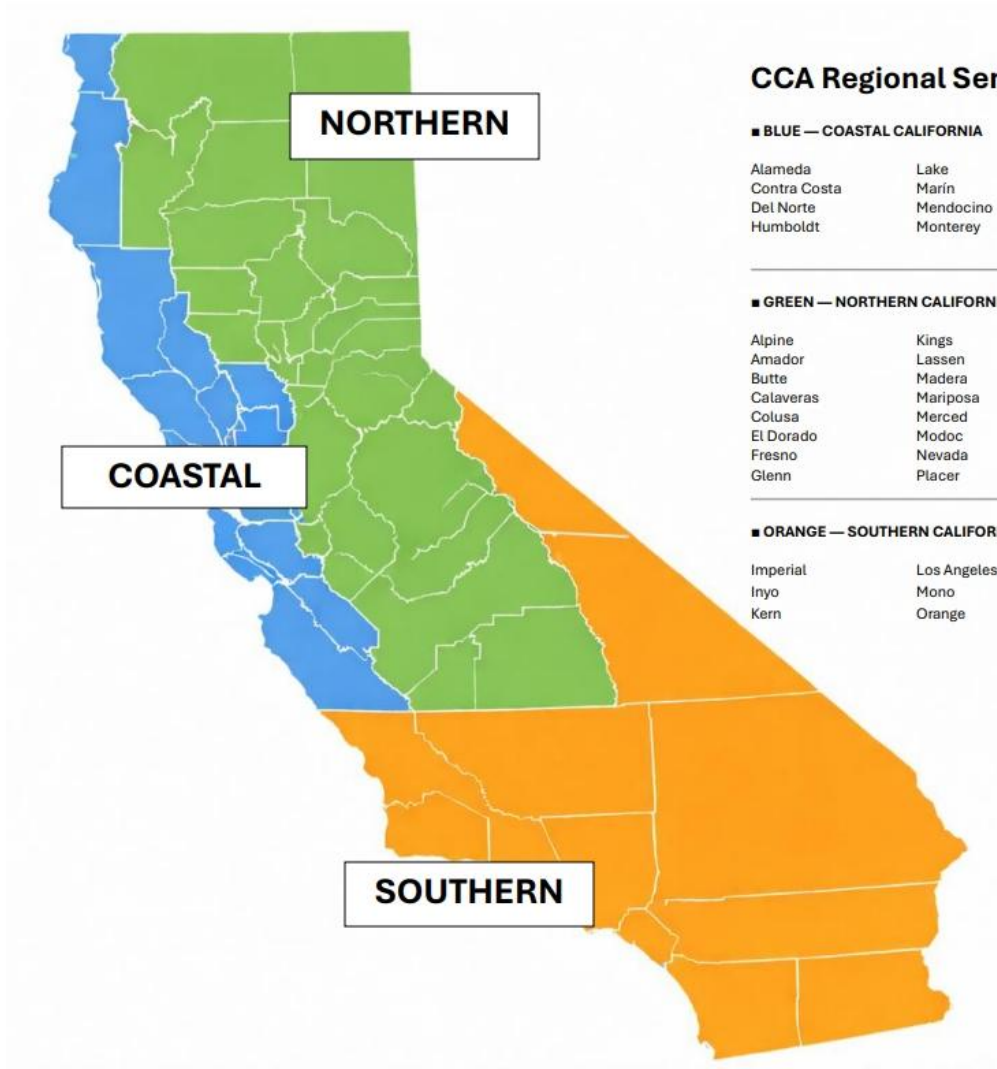 NORTHERN
COASTAL
SOUTHERN
CCA Regional Ser
■ BLUE — COASTAL CALIFORNIA
Alameda Lake
Contra Costa Marín
Del Norte Mendocino
Humboldt Monterey
■ GREEN — NORTHERN CALIFORN
Alpine Kings
Amador Lassen
Butte Madera
Calaveras Mariposa
Colusa Merced
El Dorado Modoc
Fresno Nevada
Glenn Placer
■ ORANGE — SOUTHERN CALIFOR
Imperial Los Angeles
Inyo Mono
Kern Orange